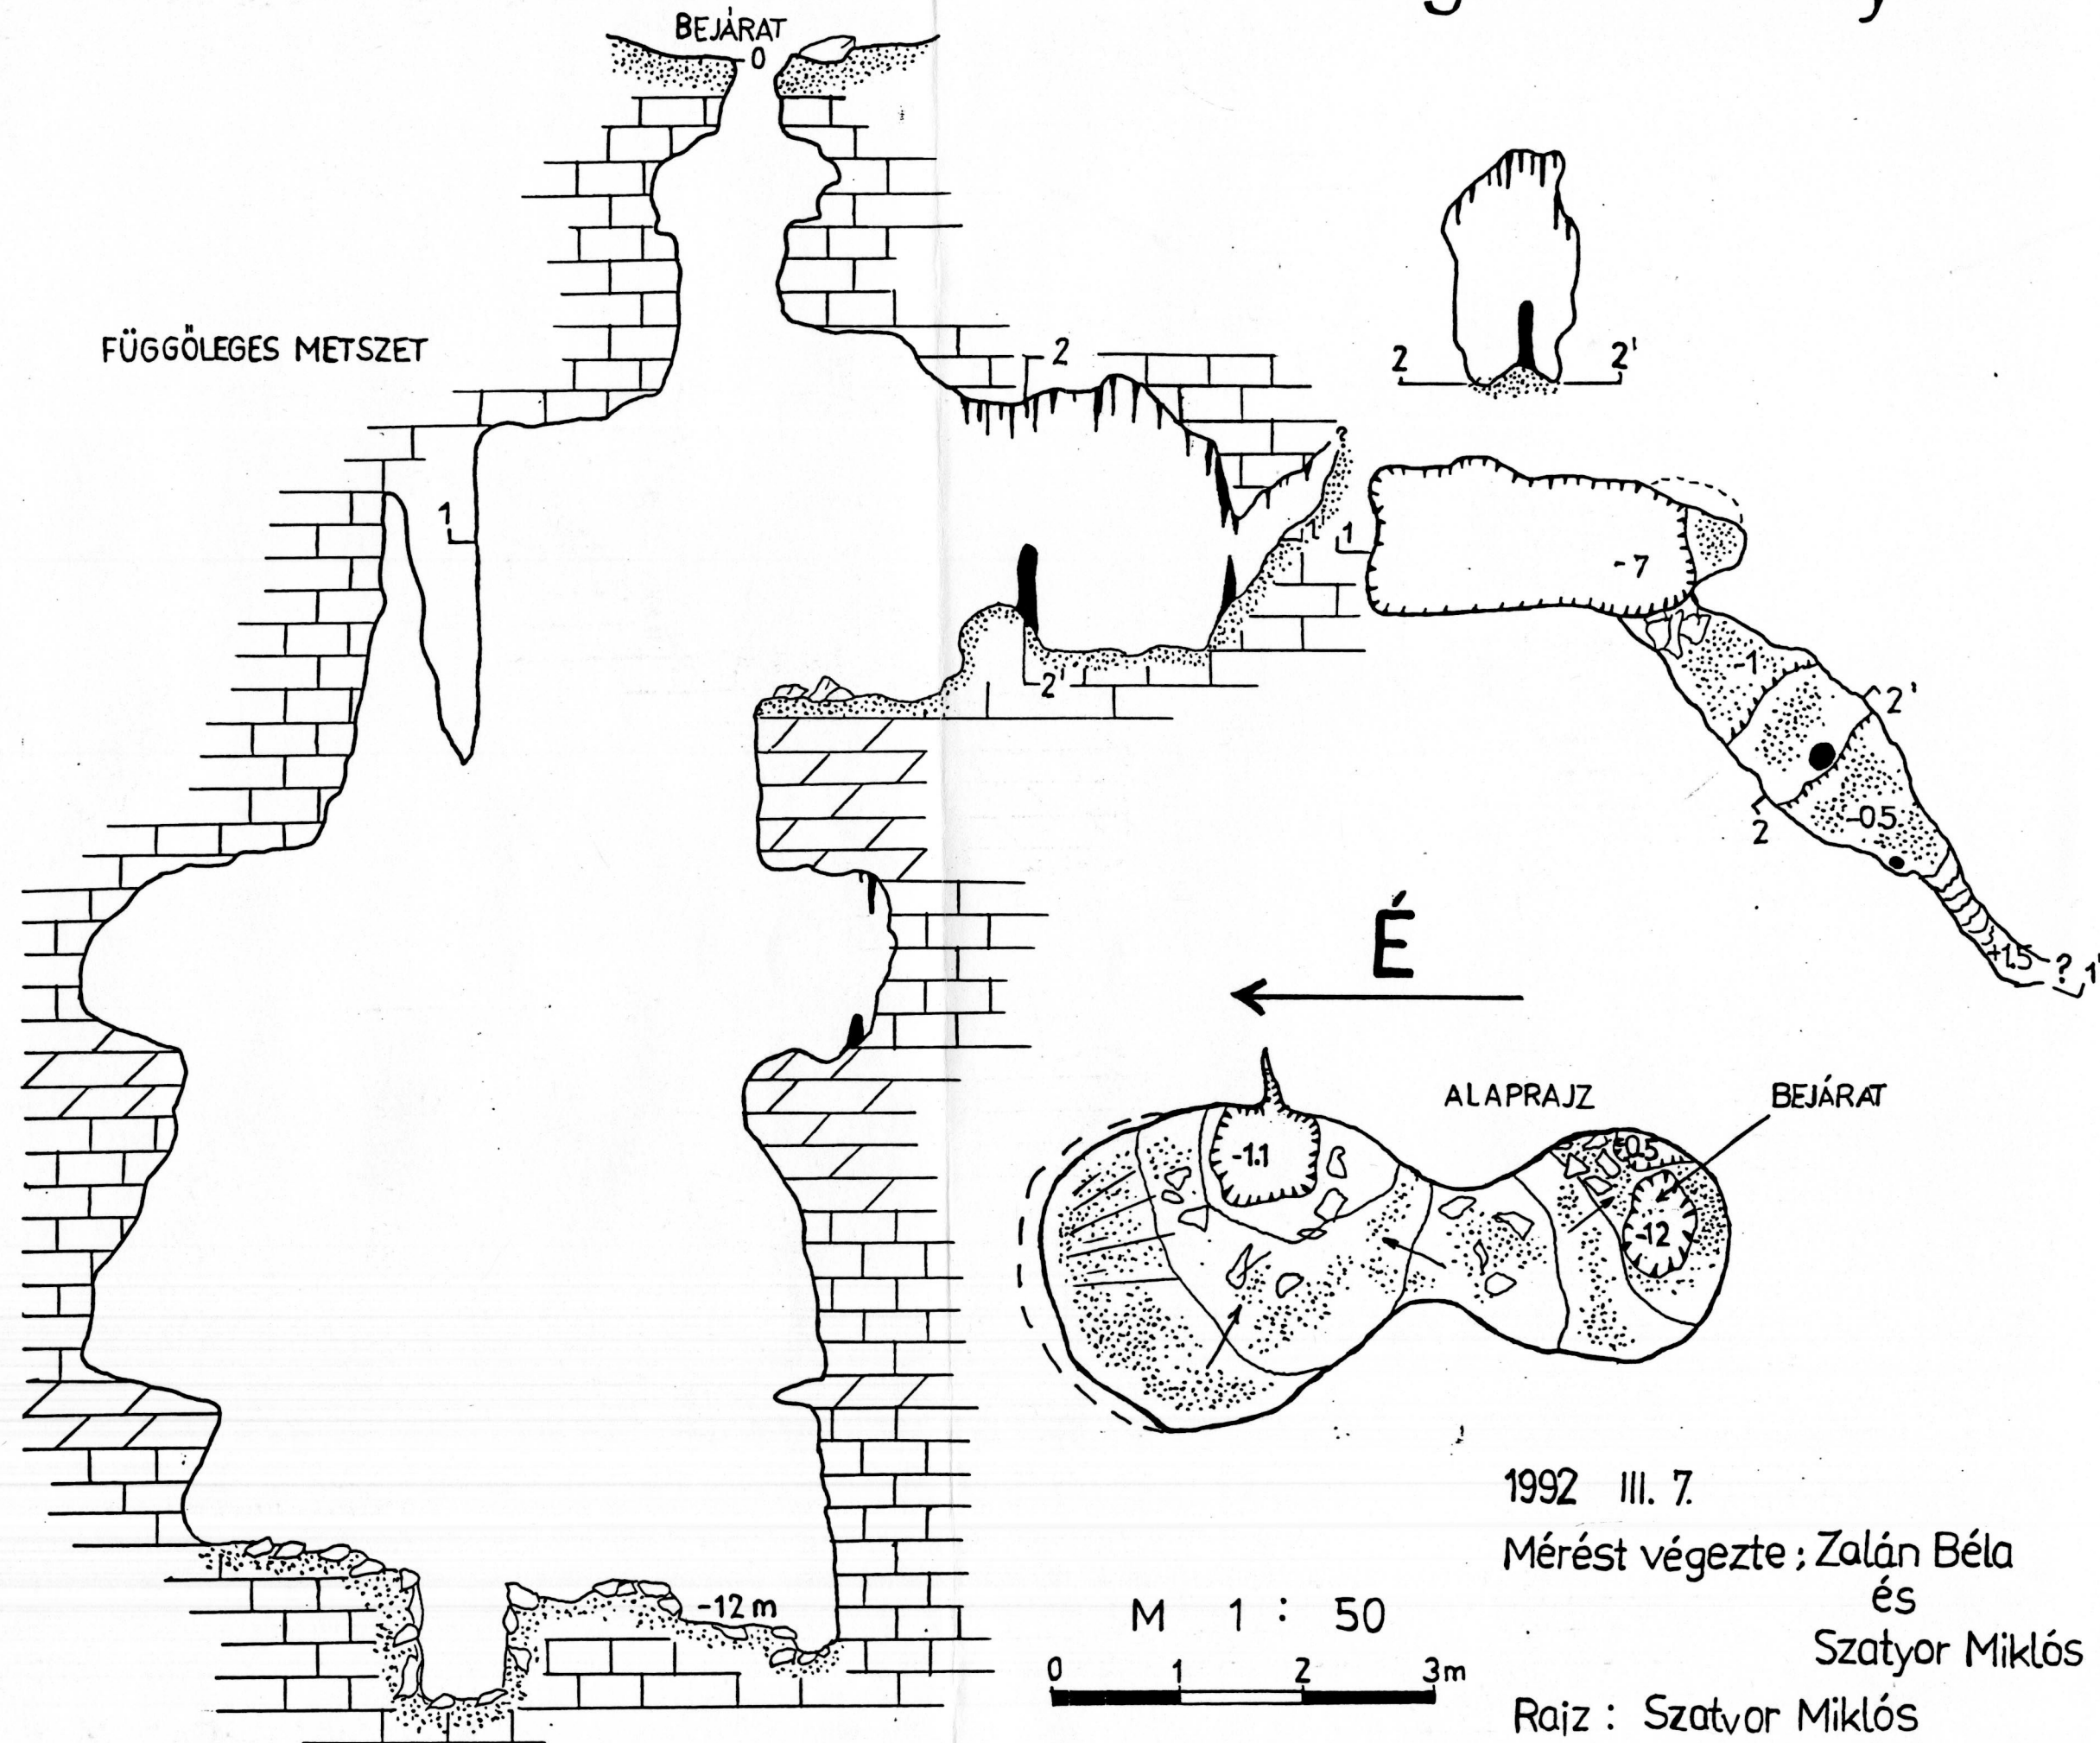 BEJÁRAT
0
FÜGGŐLEGES METSZET
2
2 2'
?
1
1' 1
-7
2'
-1
2'
2
-0.5
+1.5 ? 1'
É
ALAPRAJZ BEJÁRAT
-1.1
-0.5
-12
1992 III. 7.
Mérést végezte; Zalán Béla
és
Szatyor Miklós
-12 m
M 1 : 50
0 1 2 3m
Rajz : Szatyor Miklós